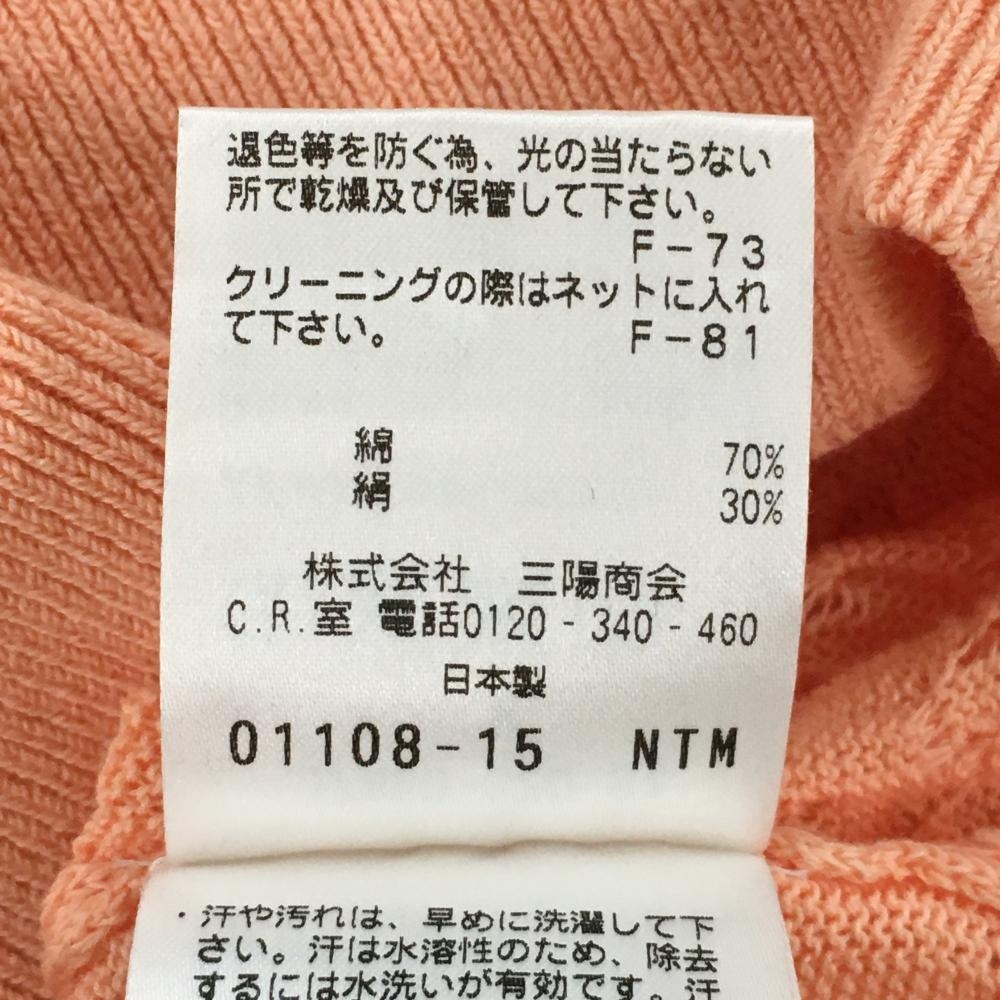 退色等を防ぐ為、光の当たらない
所で乾燥及び保管して下さい。
F-73
クリーニングの際はネットに入れ
て下さい。 F-81
綿 70%
絹 30%
株式会社 三陽商会
C.R.室 電話0120-340-460
日本製
01108-15 NTM
・汗や汚れは、早めに洗濯して下
さい。汗は水溶性のため、除去
するには水洗いが有効です。汗